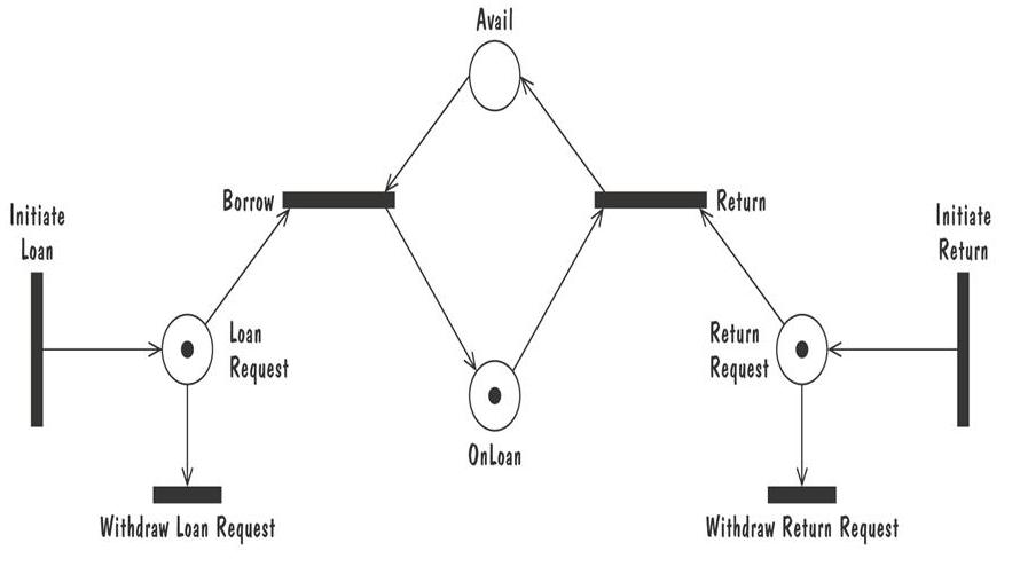 Avail
Borrow
Return
Initiate
Loan
Initiate
Return
Loan
Request
Return
Request
OnLoan
Withdraw Loan Request
Withdraw Return Request